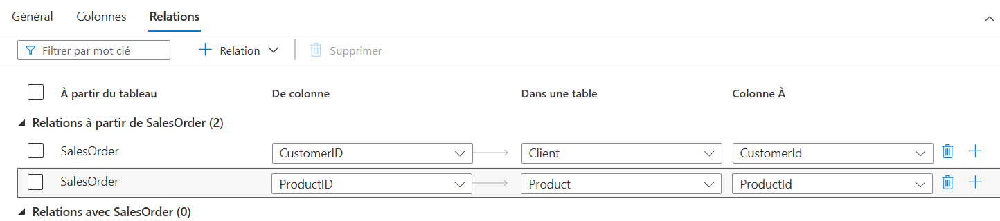 Général Colonnes Relations
Filtrer par mot clé Relation Supprimer
À partir du tableau De colonne Dans une table Colonne À
Relations à partir de SalesOrder (2)
SalesOrder CustomerID Client CustomerId
SalesOrder ProductID Product ProductId
Relations avec SalesOrder (0)